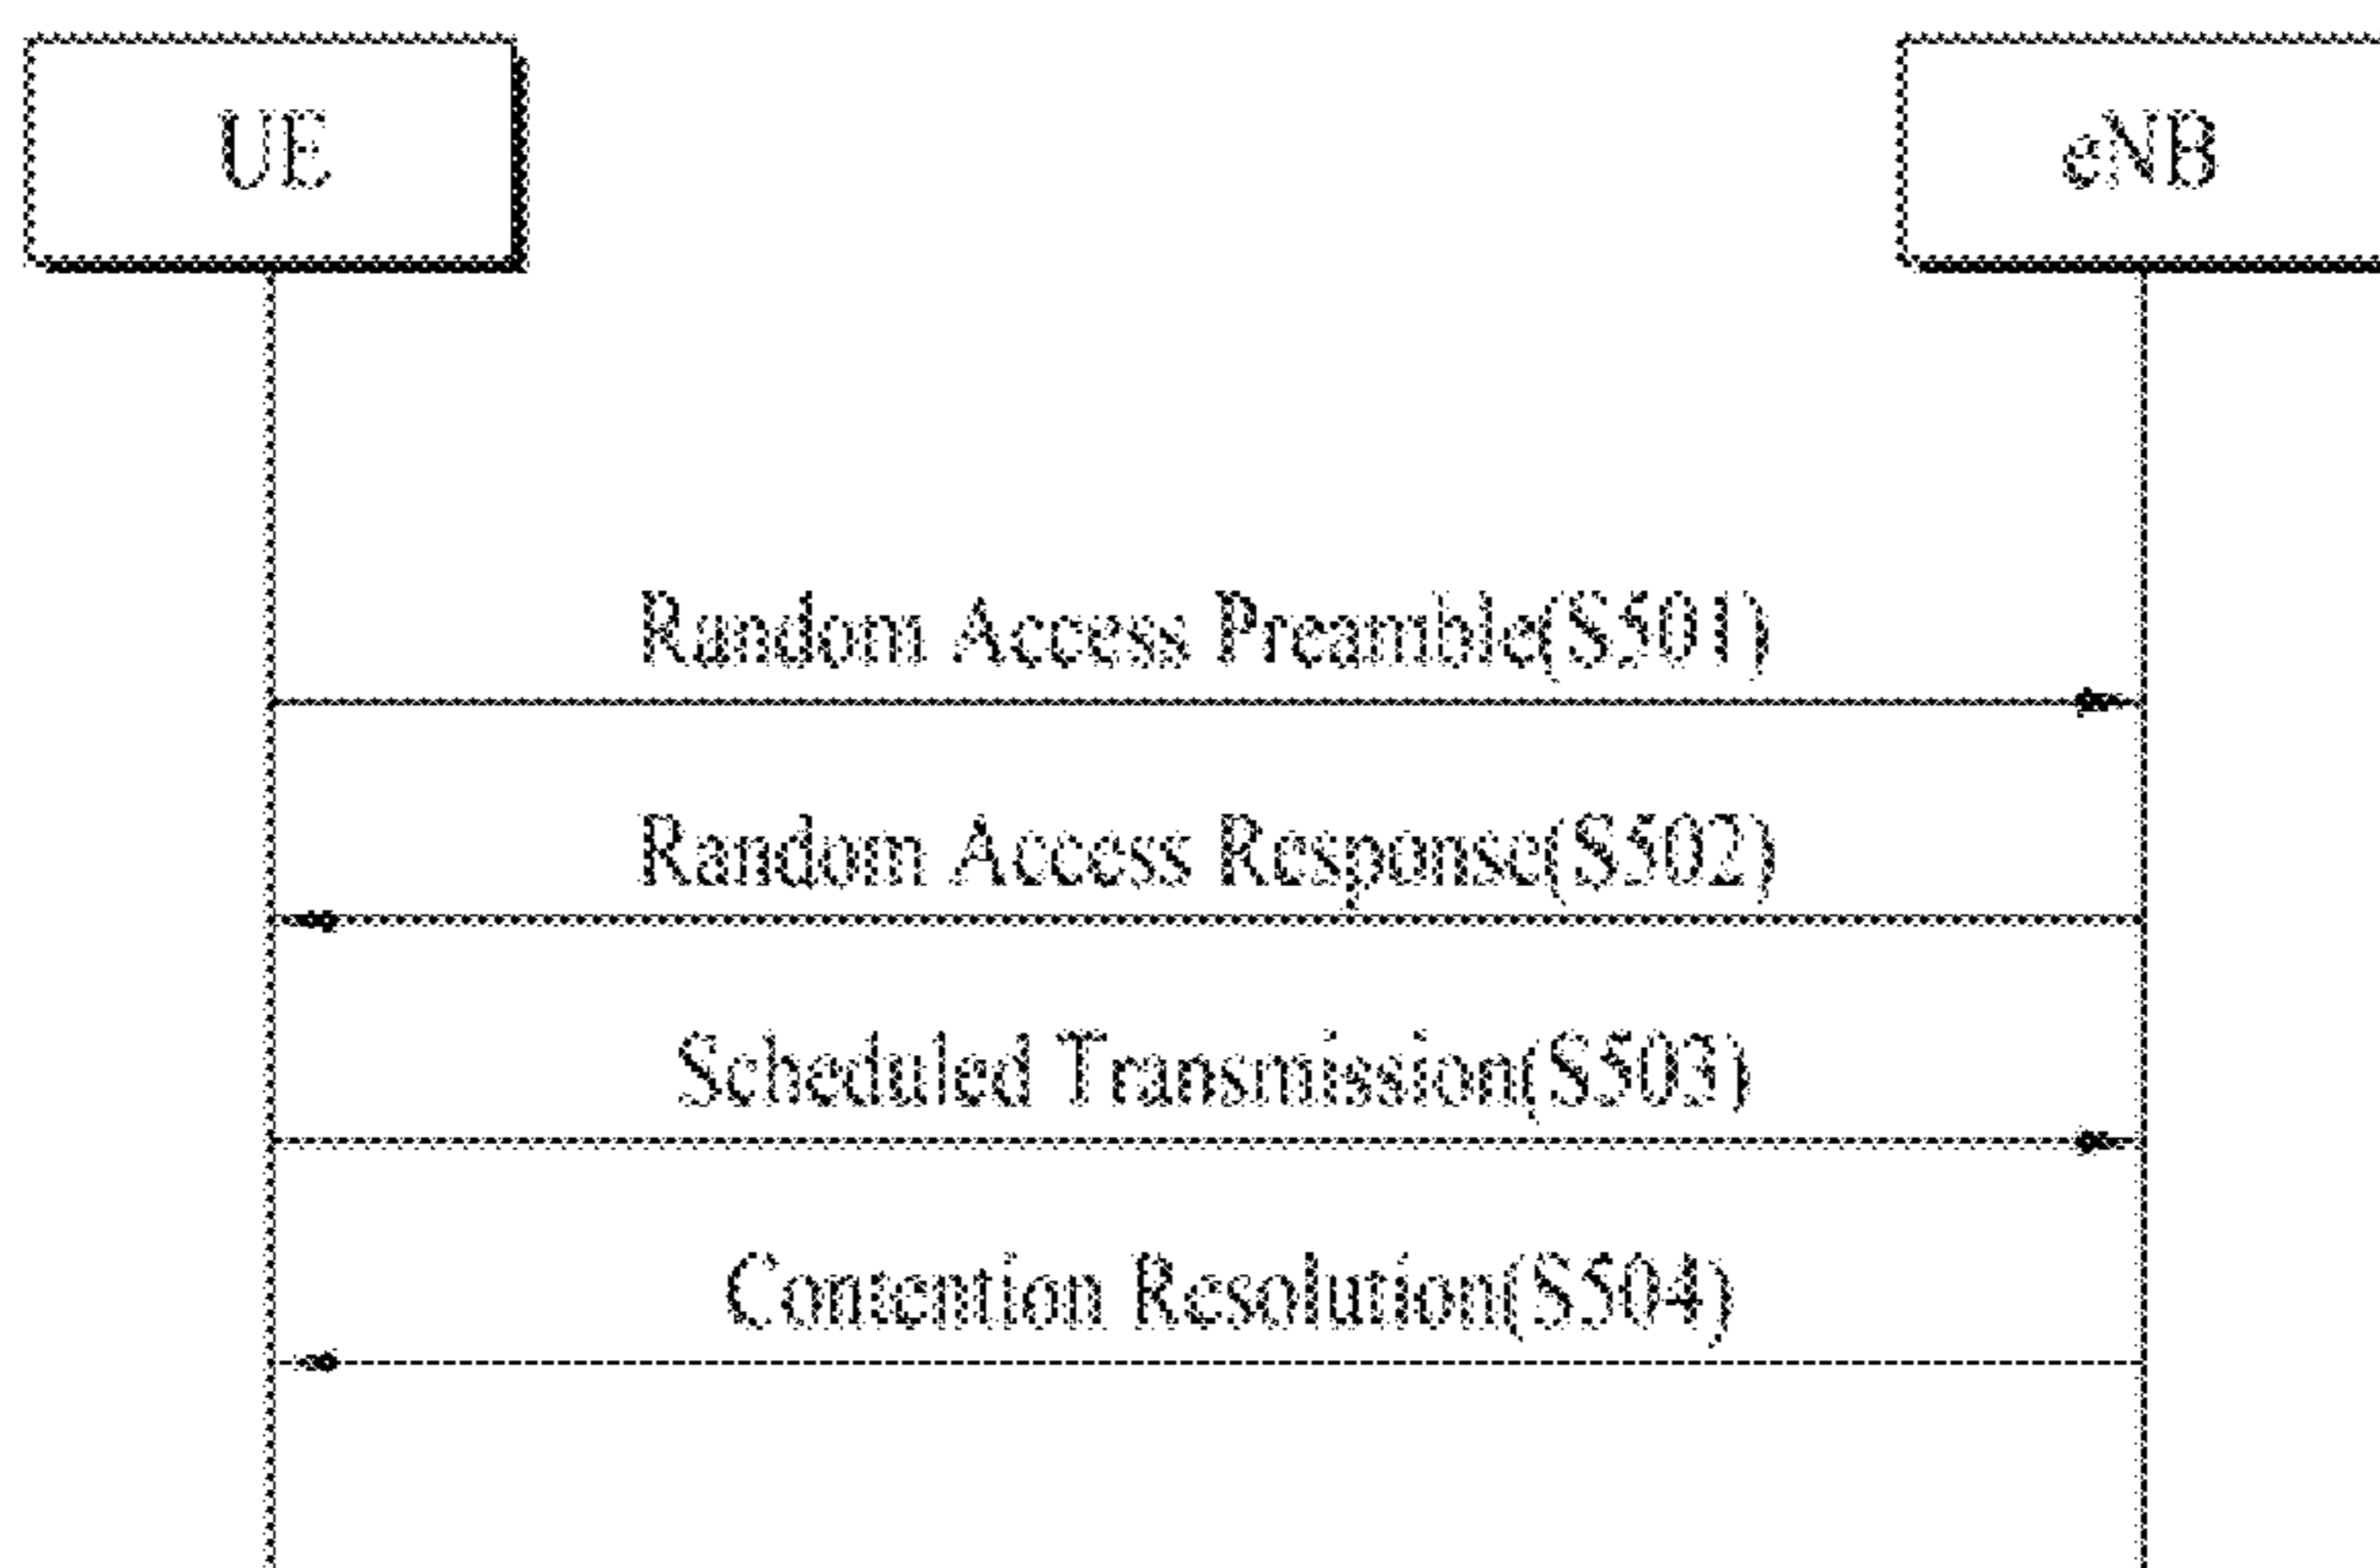 UE
eNB
Random Access Preamble(S501)
Random Access Response(S502)
Scheduled Transmission(S503)
Contention Resolution(S504)